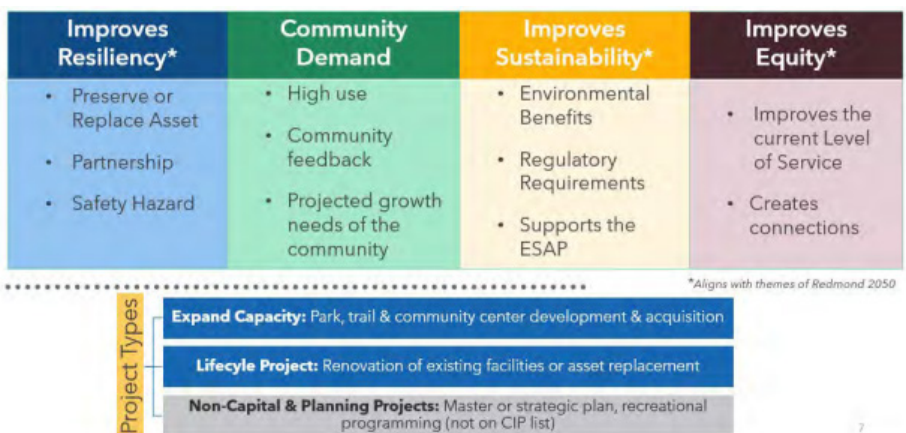 Improves
Resiliency*
Community
Demand
Improves
Sustainability*
Improves
Equity*
• Preserve or
Replace Asset
• Partnership
• Safety Hazard
• High use
• Community
feedback
• Projected growth
needs of the
community
• Environmental
Benefits
• Regulatory
Requirements
• Supports the
ESAP
• Improves the
current Level
of Service
• Creates
connections
*Aligns with themes of Redmond 2050
Project Types
Expand Capacity: Park, trail & community center development & acquisition
Lifecyle Project: Renovation of existing facilities or asset replacement
Non-Capital & Planning Projects: Master or strategic plan, recreational
programming (not on CIP list)
7